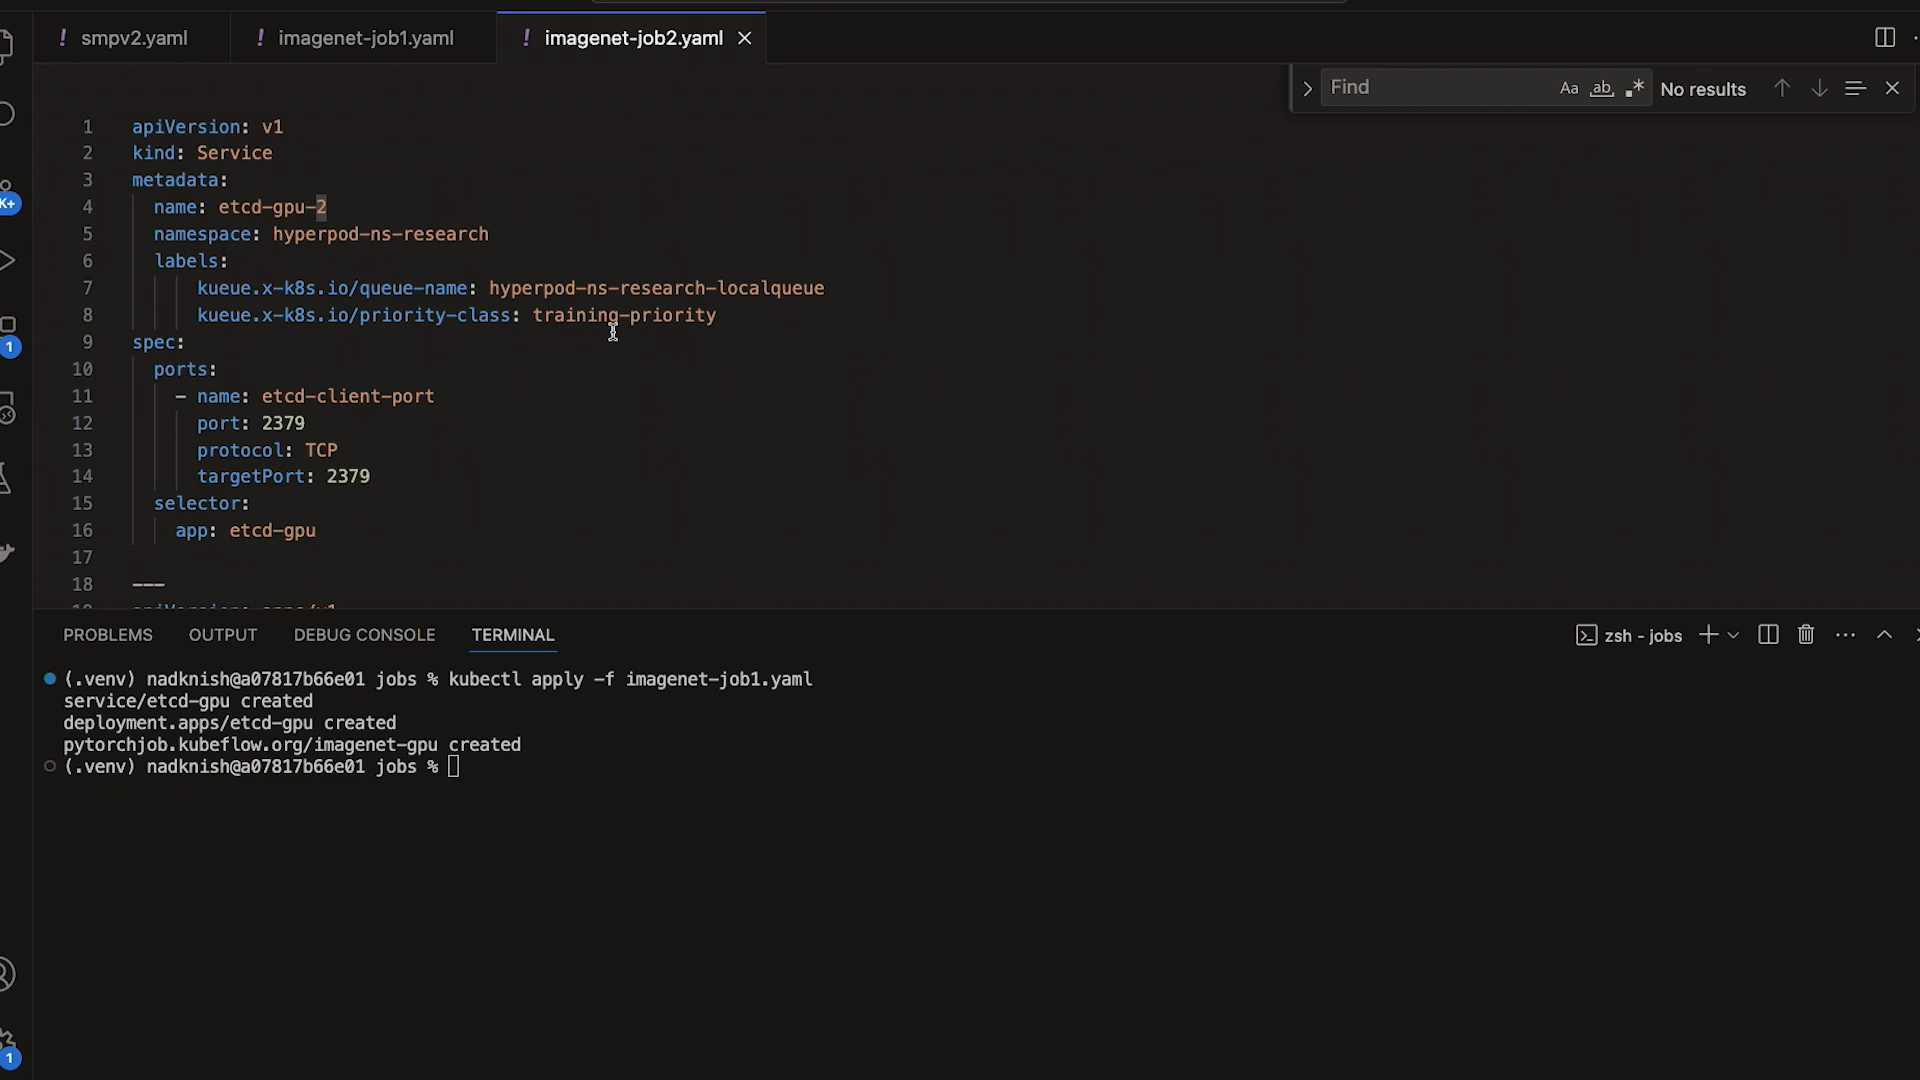 ! smpv2.yaml
! imagenet-job1.yaml
! imagenet-job2.yaml
Find
Aa
ab
.*
No results
1 apiVersion: v1
2 kind: Service
3 metadata:
4 name: etcd-gpu-2
5 namespace: hyperpod-ns-research
6 labels:
7 kueue.x-k8s.io/queue-name: hyperpod-ns-research-localqueue
8 kueue.x-k8s.io/priority-class: training-priority
9 spec:
10 ports:
11 - name: etcd-client-port
12 port: 2379
13 protocol: TCP
14 targetPort: 2379
15 selector:
16 app: etcd-gpu
17
18 ---
K+
1
1
PROBLEMS
OUTPUT
DEBUG CONSOLE
TERMINAL
zsh - jobs
(.venv) nadknish@a07817b66e01 jobs % kubectl apply -f imagenet-job1.yaml
service/etcd-gpu created
deployment.apps/etcd-gpu created
pytorchjob.kubeflow.org/imagenet-gpu created
(.venv) nadknish@a07817b66e01 jobs %